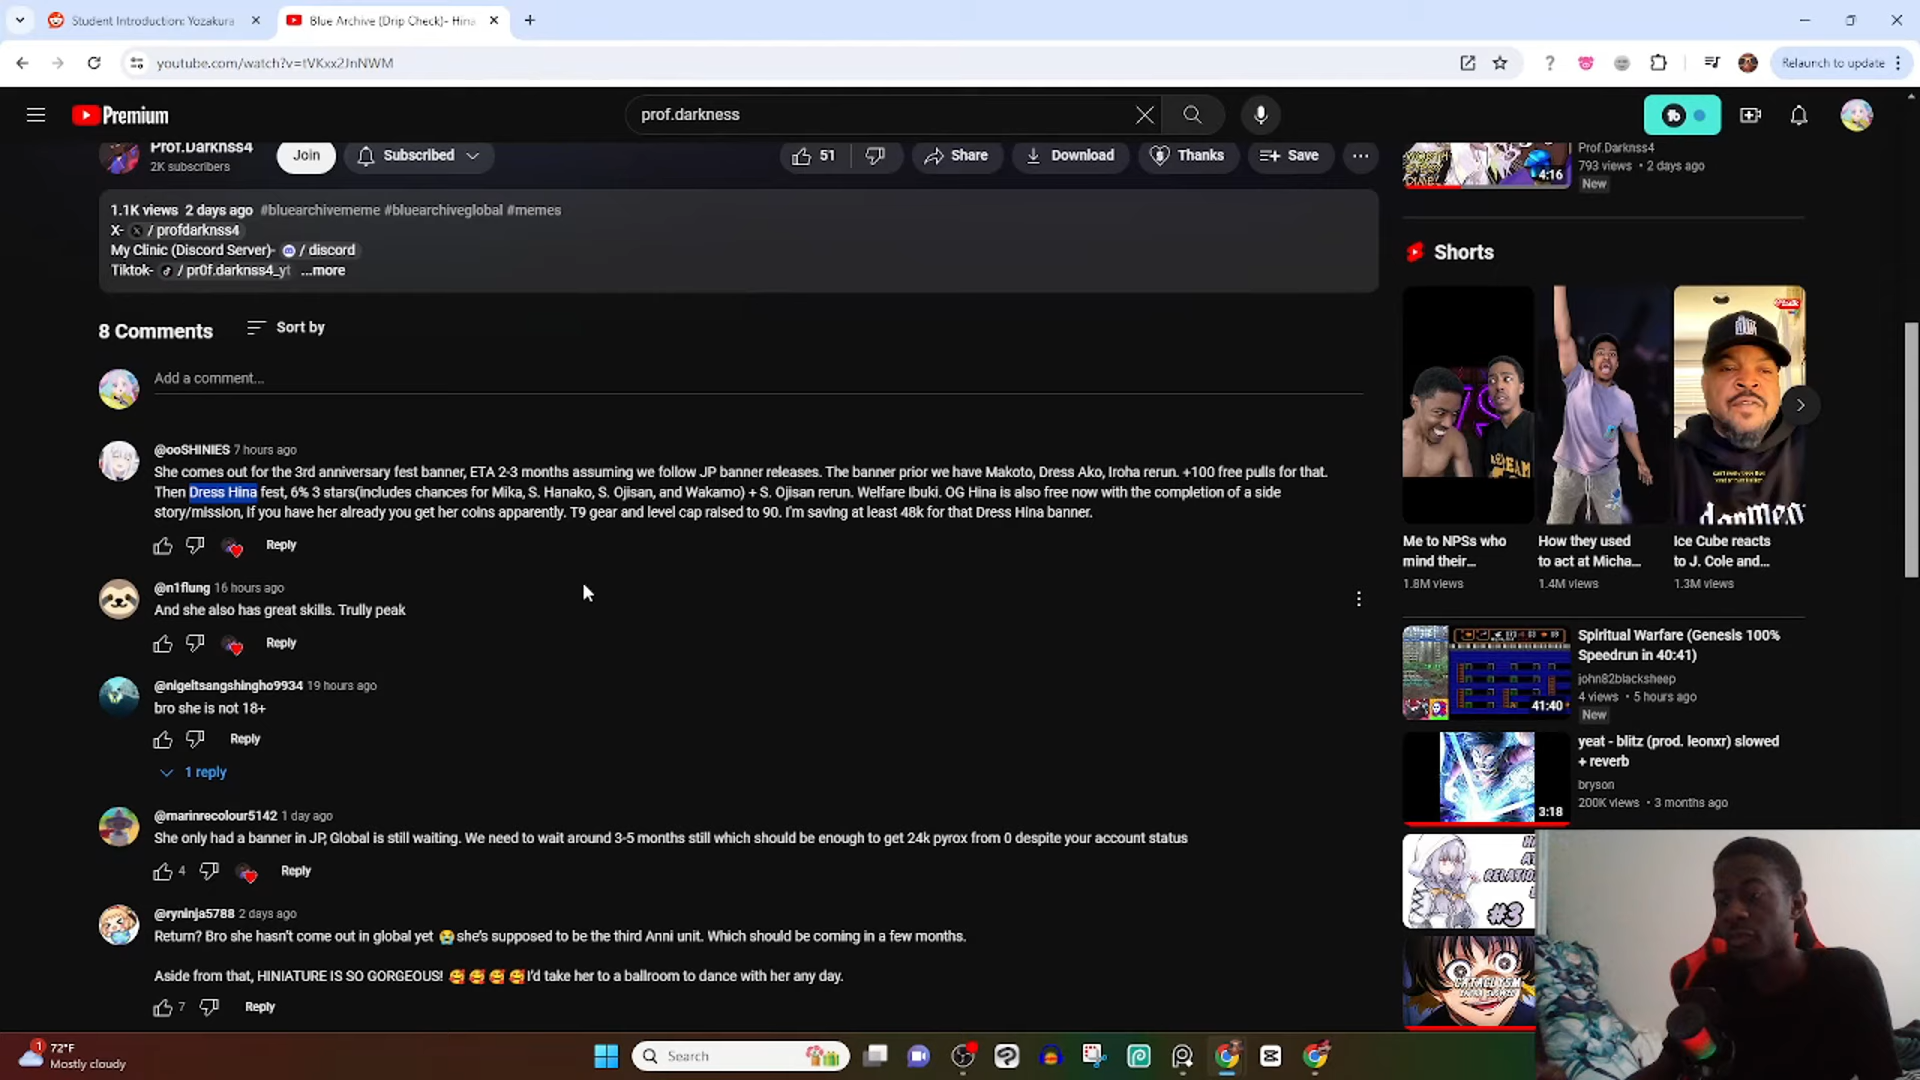 Student Introduction: Yozakura
Blue Archive (Drip Check)- Hina
youtube.com/watch?v=tVKxx2JnNWM
Relaunch to update
Premium
prof.darkness
Prof.Darknss4
2K subscribers
Join
Subscribed
51
Share
Download
Thanks
Save
1.1K views 2 days ago #bluearchivememe #bluearchiveglobal #memes
X- / profdarknss4
My Clinic (Discord Server)- / discord
Tiktok- / pr0f.darknss4_yt ...more
8 Comments
Sort by
Add a comment...
@ooSHINIES 7 hours ago
She comes out for the 3rd anniversary fest banner, ETA 2-3 months assuming we follow JP banner releases. The banner prior we have Makoto, Dress Ako, Iroha rerun. +100 free pulls for that.
Then Dress Hina fest, 6% 3 stars(includes chances for Mika, S. Hanako, S. Ojisan, and Wakamo) + S. Ojisan rerun. Welfare Ibuki. OG Hina is also free now with the completion of a side
story/mission, if you have her already you get her coins apparently. T9 gear and level cap raised to 90. I'm saving at least 48k for that Dress Hina banner.
Reply
@n1flung 16 hours ago
And she also has great skills. Trully peak
Reply
@nigeltsangshingho9934 19 hours ago
bro she is not 18+
Reply
1 reply
@marinrecolour5142 1 day ago
She only had a banner in JP, Global is still waiting. We need to wait around 3-5 months still which should be enough to get 24k pyrox from 0 despite your account status
4
Reply
@ryninja5788 2 days ago
Return? Bro she hasn't come out in global yet 😭 she's supposed to be the third Anni unit. Which should be coming in a few months.
Aside from that, HINIATURE IS SO GORGEOUS! 🥰 🥰 🥰 🥰 I'd take her to a ballroom to dance with her any day.
7
Reply
4:16
Prof.Darknss4
793 views • 2 days ago
New
Shorts
Me to NPSs who
mind their...
1.8M views
How they used
to act at Micha...
1.4M views
Ice Cube reacts
to J. Cole and...
1.3M views
41:40
Spiritual Warfare (Genesis 100%
Speedrun in 40:41)
john82blacksheep
4 views • 5 hours ago
New
3:18
yeat - blitz (prod. leonxr) slowed
+ reverb
bryson
200K views • 3 months ago
#3
1
72°F
Mostly cloudy
Search